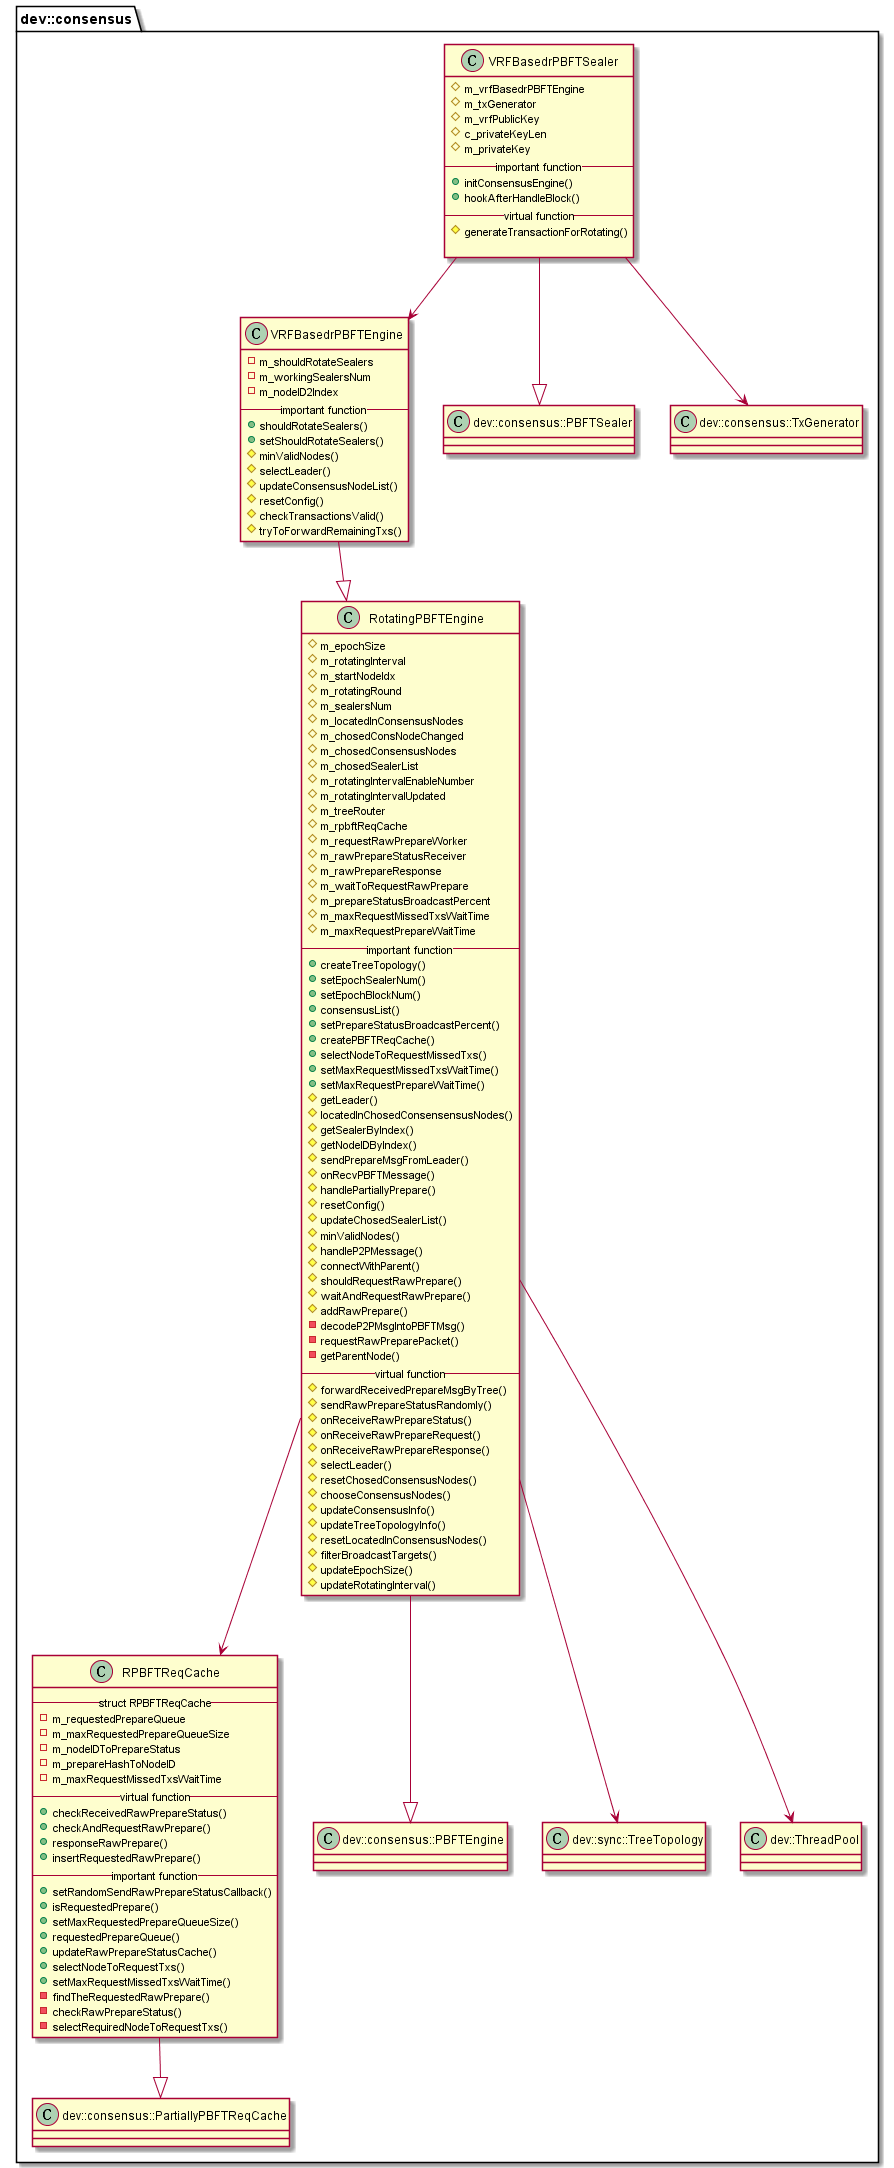 dev::consensus
C VRFBasedrPBFTSealer
m_vrfBasedrPBFTEngine
m_txGenerator
m_vrfPublicKey
c_privateKeyLen
m_privateKey
important function
initConsensusEngine()
hookAfterHandleBlock()
virtual function
generateTransactionForRotating()
C VRFBasedrPBFTEngine
m_shouldRotateSealers
m_workingSealersNum
m_nodeID2Index
important function
shouldRotateSealers()
setShouldRotateSealers()
minValidNodes()
selectLeader()
updateConsensusNodeList()
resetConfig()
checkTransactionsValid()
tryToForwardRemainingTxs()
C dev::consensus::PBFTSealer
C dev::consensus::TxGenerator
C RotatingPBFTEngine
m_epochSize
m_rotatingInterval
m_startNodeIdx
m_rotatingRound
m_sealersNum
m_locatedInConsensusNodes
m_chosedConsNodeChanged
m_chosedConsensusNodes
m_chosedSealerList
m_rotatingIntervalEnableNumber
m_rotatingIntervalUpdated
m_treeRouter
m_rpbftReqCache
m_requestRawPrepareWorker
m_rawPrepareStatusReceiver
m_rawPrepareResponse
m_waitToRequestRawPrepare
m_prepareStatusBroadcastPercent
m_maxRequestMissedTxsWaitTime
m_maxRequestPrepareWaitTime
important function
createTreeTopology()
setEpochSealerNum()
setEpochBlockNum()
consensusList()
setPrepareStatusBroadcastPercent()
createPBFTReqCache()
selectNodeToRequestMissedTxs()
setMaxRequestMissedTxsWaitTime()
setMaxRequestPrepareWaitTime()
getLeader()
locatedInChosedConsensensusNodes()
getSealerByIndex()
getNodeIDByIndex()
sendPrepareMsgFromLeader()
onRecvPBFTMessage()
handlePartiallyPrepare()
resetConfig()
updateChosedSealerList()
minValidNodes()
handleP2PMessage()
connectWithParent()
shouldRequestRawPrepare()
waitAndRequestRawPrepare()
addRawPrepare()
decodeP2PMsgIntoPBFTMsg()
requestRawPreparePacket()
getParentNode()
virtual function
forwardReceivedPrepareMsgByTree()
sendRawPrepareStatusRandomly()
onReceiveRawPrepareStatus()
onReceiveRawPrepareRequest()
onReceiveRawPrepareResponse()
selectLeader()
resetChosedConsensusNodes()
chooseConsensusNodes()
updateConsensusInfo()
updateTreeTopologyInfo()
resetLocatedInConsensusNodes()
filterBroadcastTargets()
updateEpochSize()
updateRotatingInterval()
C RPBFTReqCache
struct RPBFTReqCache
m_requestedPrepareQueue
m_maxRequestedPrepareQueueSize
m_nodeIDToPrepareStatus
m_prepareHashToNodeID
m_maxRequestMissedTxsWaitTime
virtual function
checkReceivedRawPrepareStatus()
checkAndRequestRawPrepare()
responseRawPrepare()
insertRequestedRawPrepare()
important function
setRandomSendRawPrepareStatusCallback()
isRequestedPrepare()
setMaxRequestedPrepareQueueSize()
requestedPrepareQueue()
updateRawPrepareStatusCache()
selectNodeToRequestTxs()
setMaxRequestMissedTxsWaitTime()
findTheRequestedRawPrepare()
checkRawPrepareStatus()
selectRequiredNodeToRequestTxs()
C dev::consensus::PBFTEngine
C dev::sync::TreeTopology
C dev::ThreadPool
C dev::consensus::PartiallyPBFTReqCache